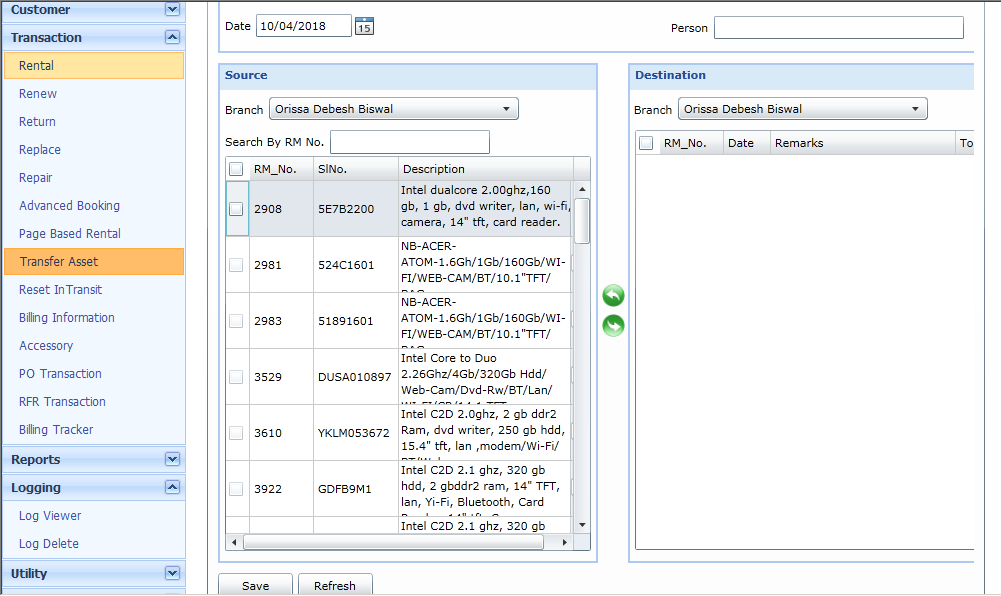 Customer
Transaction
Rental
Renew
Return
Replace
Repair
Advanced Booking
Page Based Rental
Transfer Asset
Reset InTransit
Billing Information
Accessory
PO Transaction
RFR Transaction
Billing Tracker
Reports
Logging
Log Viewer
Log Delete
Utility
Date 10/04/2018 15
Person
Source
Branch Orissa Debesh Biswal
Search By RM No.
RM_No. SlNo. Description
2908 5E7B2200 Intel dualcore 2.00ghz,160
gb, 1 gb, dvd writer, lan, wi-fi,
camera, 14" tft, card reader.
2981 524C1601 NB-ACER-
ATOM-1.6Gh/1Gb/160Gb/WI-
FI/WEB-CAM/BT/10.1"TFT/
2983 51891601 NB-ACER-
ATOM-1.6Gh/1Gb/160Gb/WI-
FI/WEB-CAM/BT/10.1"TFT/
3529 DUSA010897 Intel Core to Duo
2.26Ghz/4Gb/320Gb Hdd/
Web-Cam/Dvd-Rw/BT/Lan/
3610 YKLM053672 Intel C2D 2.0ghz, 2 gb ddr2
Ram, dvd writer, 250 gb hdd,
15.4" tft, lan ,modem/Wi-Fi/
3922 GDFB9M1 Intel C2D 2.1 ghz, 320 gb
hdd, 2 gbddr2 ram, 14" TFT,
lan, Yi-Fi, Bluetooth, Card
Intel C2D 2.1 ghz, 320 gb
Destination
Branch Orissa Debesh Biswal
RM_No. Date Remarks To
Save Refresh